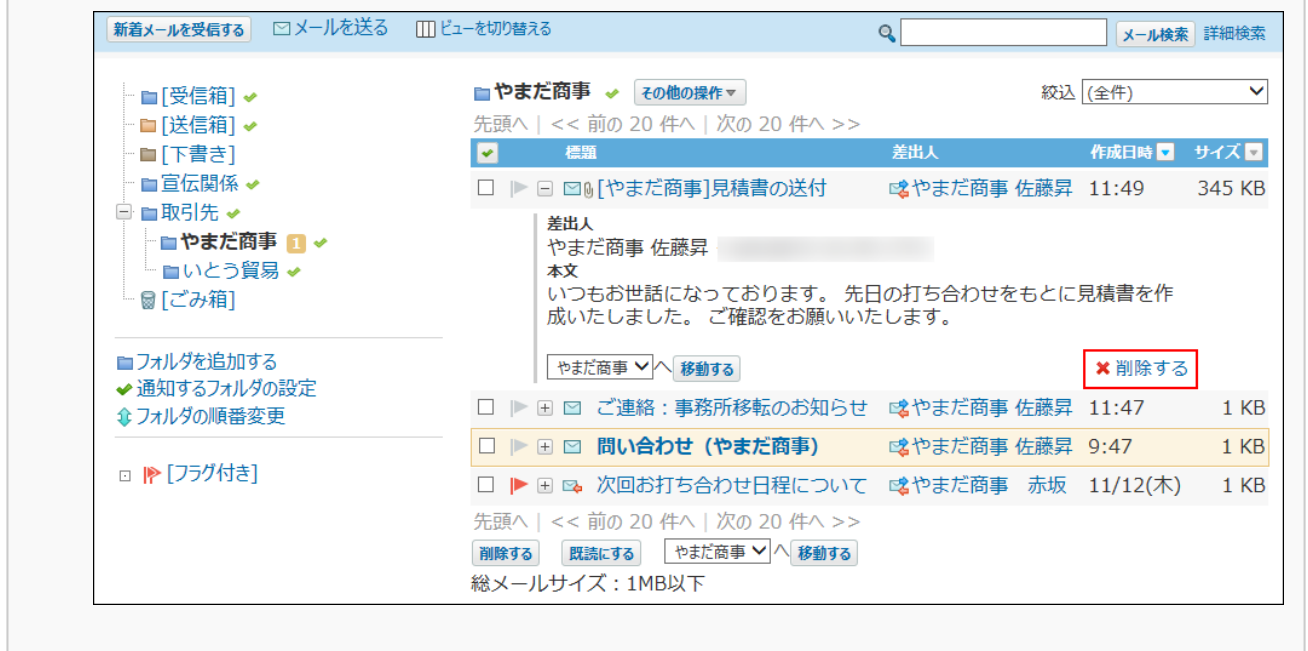 新着メールを受信する メールを送る ビューを切り替える メール検索 詳細検索
[受信箱]
[送信箱]
[下書き]
宣伝関係
取引先
やまだ商事 1
いとう貿易
[ごみ箱]
フォルダを追加する
通知するフォルダの設定
フォルダの順番変更
[フラグ付き]
やまだ商事 その他の操作 絞込 (全件)
先頭へ | << 前の 20 件へ | 次の 20 件へ >>
標題 差出人 作成日時 サイズ
[やまだ商事]見積書の送付 やまだ商事 佐藤昇 11:49 345 KB
差出人
やまだ商事 佐藤昇
本文
いつもお世話になっております。 先日の打ち合わせをもとに見積書を作
成いたしました。 ご確認をお願いいたします。
やまだ商事 へ 移動する 削除する
ご連絡：事務所移転のお知らせ やまだ商事 佐藤昇 11:47 1 KB
問い合わせ（やまだ商事） やまだ商事 佐藤昇 9:47 1 KB
次回お打ち合わせ日程について やまだ商事 赤坂 11/12(木) 1 KB
先頭へ | << 前の 20 件へ | 次の 20 件へ >>
削除する 既読にする やまだ商事 へ 移動する
総メールサイズ：1MB以下